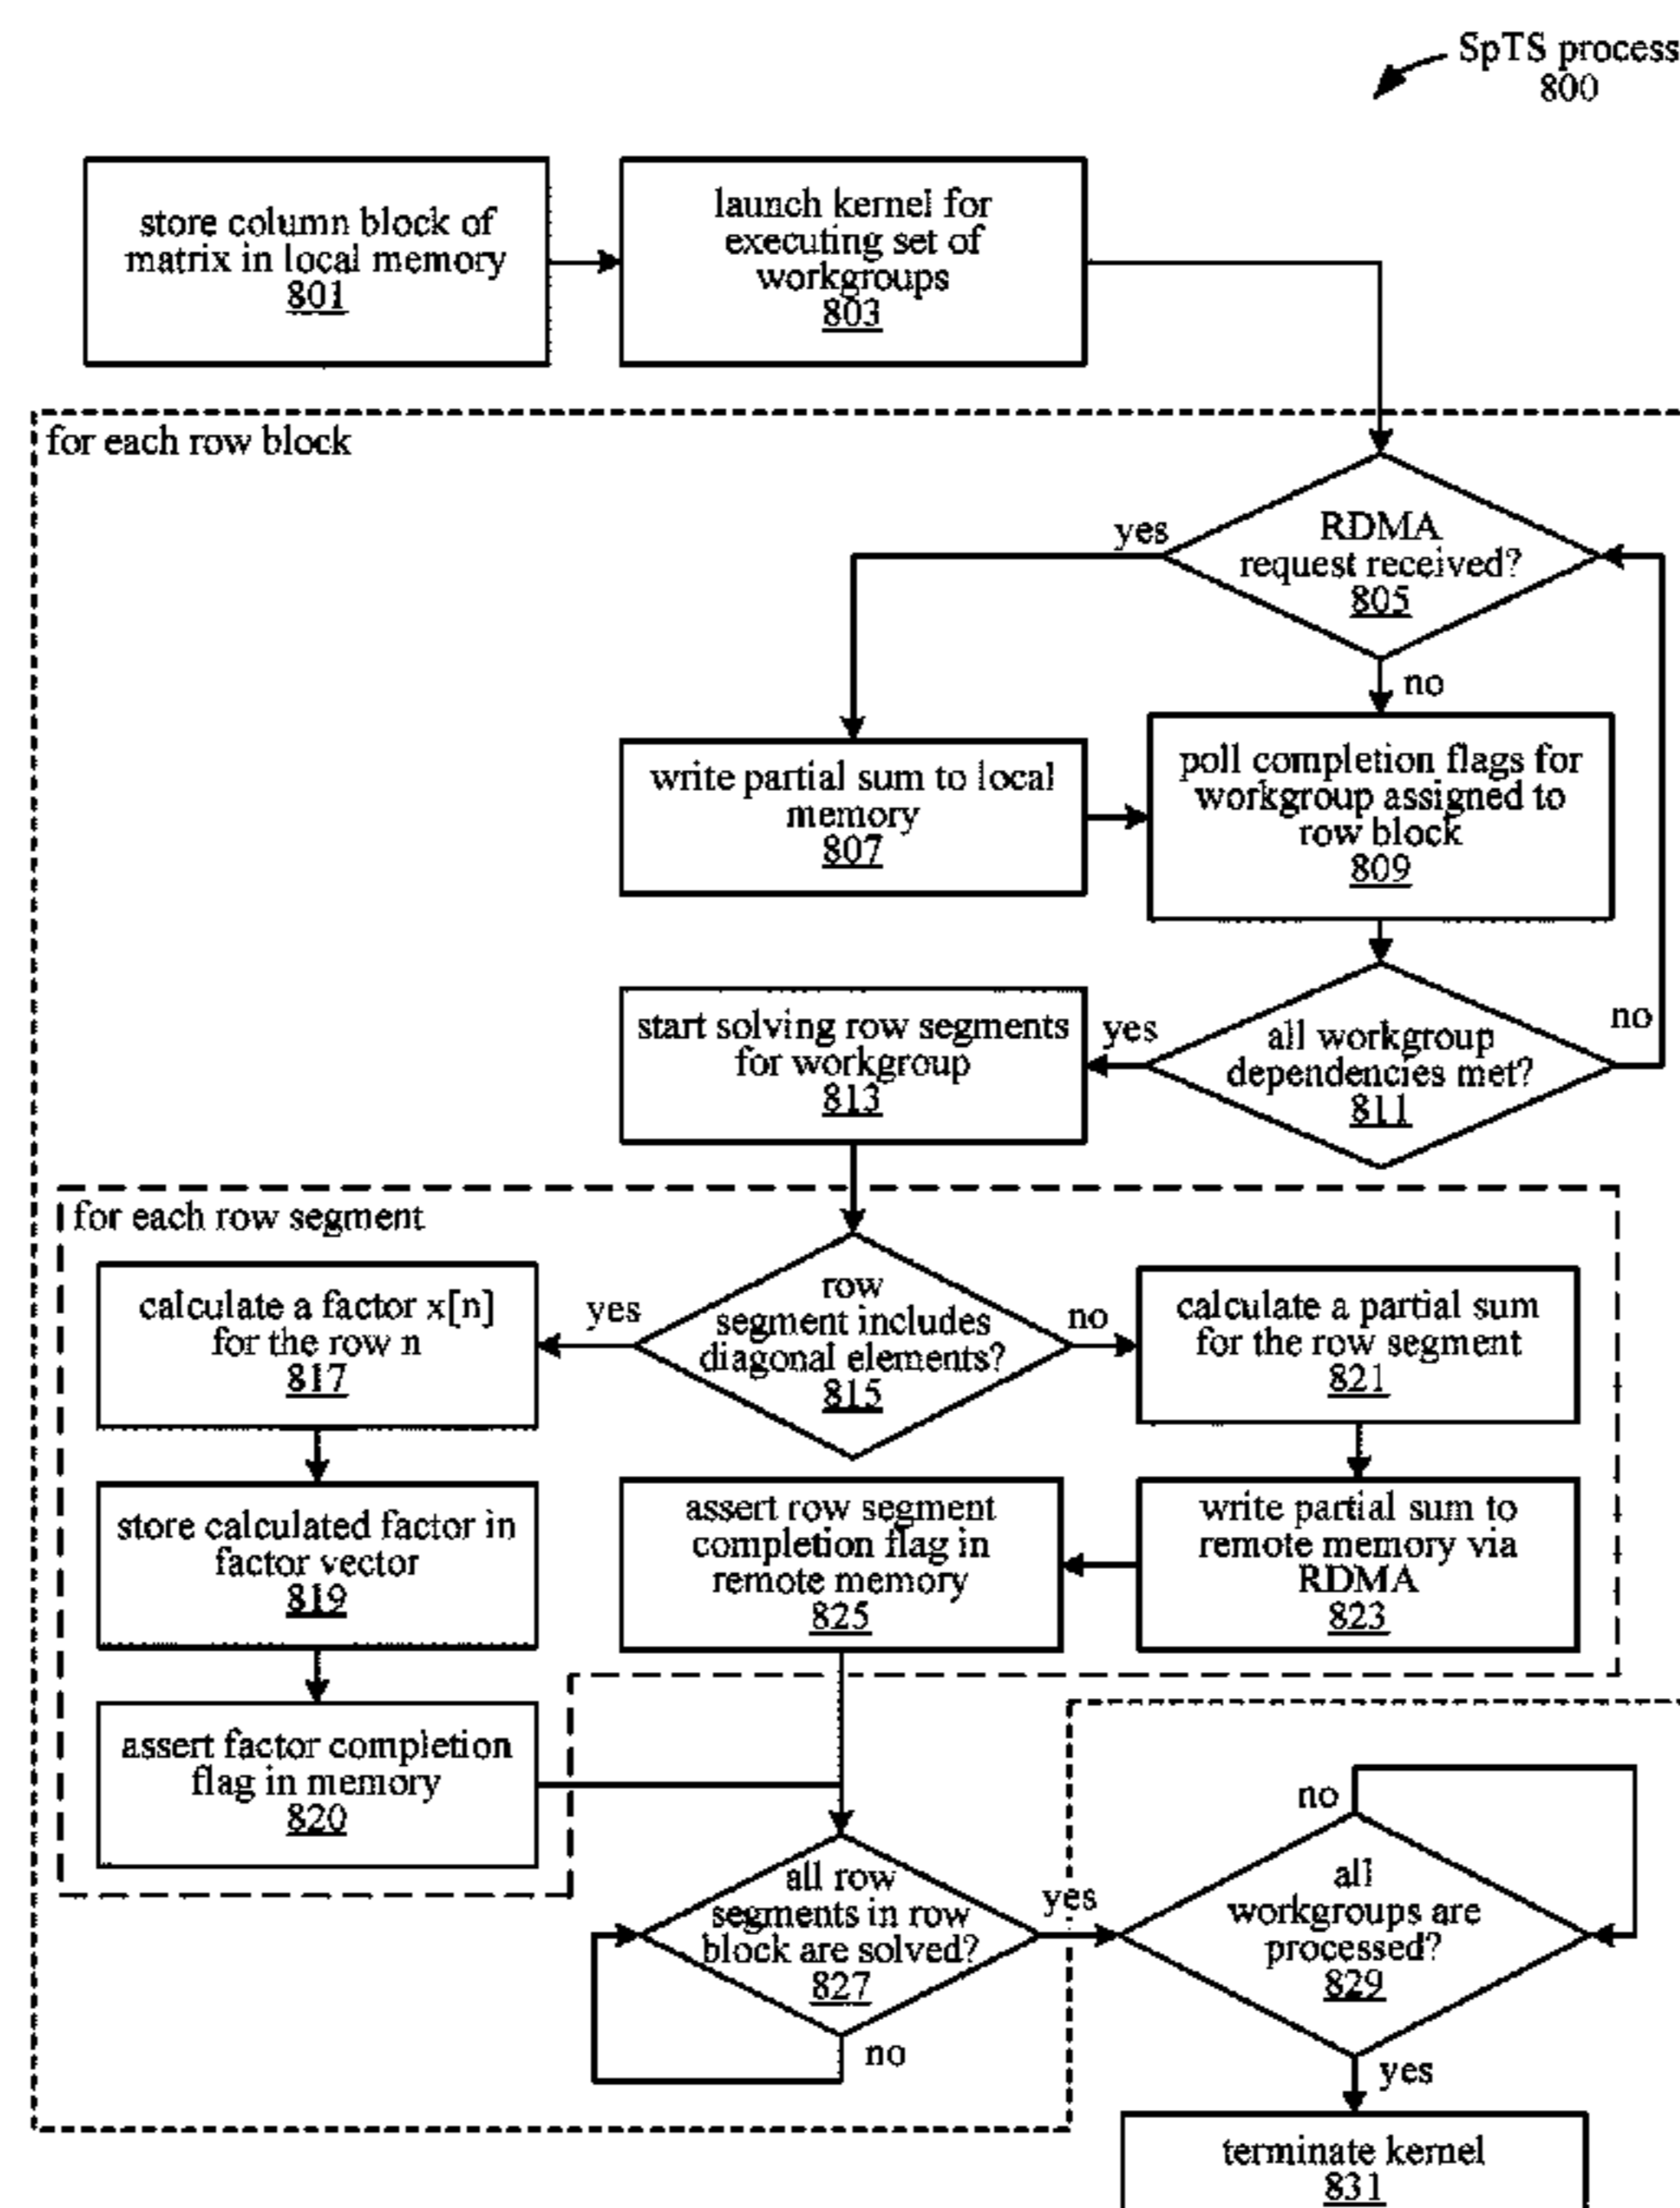 SpTS process
800
store column block of
matrix in local memory
801
launch kernel for
executing set of
workgroups
803
for each row block
RDMA
request received?
805
yes
no
write partial sum to local
memory
807
poll completion flags for
workgroup assigned to
row block
809
start solving row segments
for workgroup
813
yes
all workgroup
dependencies met?
811
no
for each row segment
calculate a factor x[n]
for the row n
817
yes
row
segment includes
diagonal elements?
815
no
calculate a partial sum
for the row segment
821
store calculated factor in
factor vector
819
assert row segment
completion flag in
remote memory
825
write partial sum to
remote memory via
RDMA
823
assert factor completion
flag in memory
820
all row
segments in row
block are solved?
827
yes
no
no
all
workgroups are
processed?
829
yes
terminate kernel
831